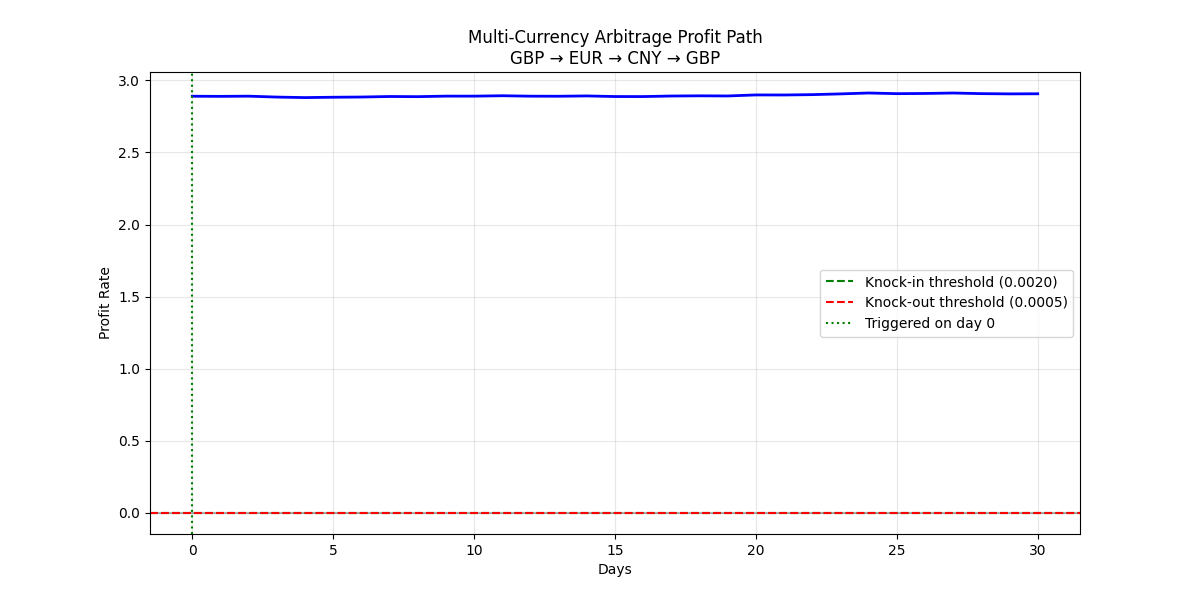 Multi-Currency Arbitrage Profit Path
GBP → EUR → CNY → GBP
Profit Rate
3.0
2.5
2.0
1.5
1.0
0.5
0.0
Knock-in threshold (0.0020)
Knock-out threshold (0.0005)
Triggered on day 0
0 5 10 15 20 25 30
Days